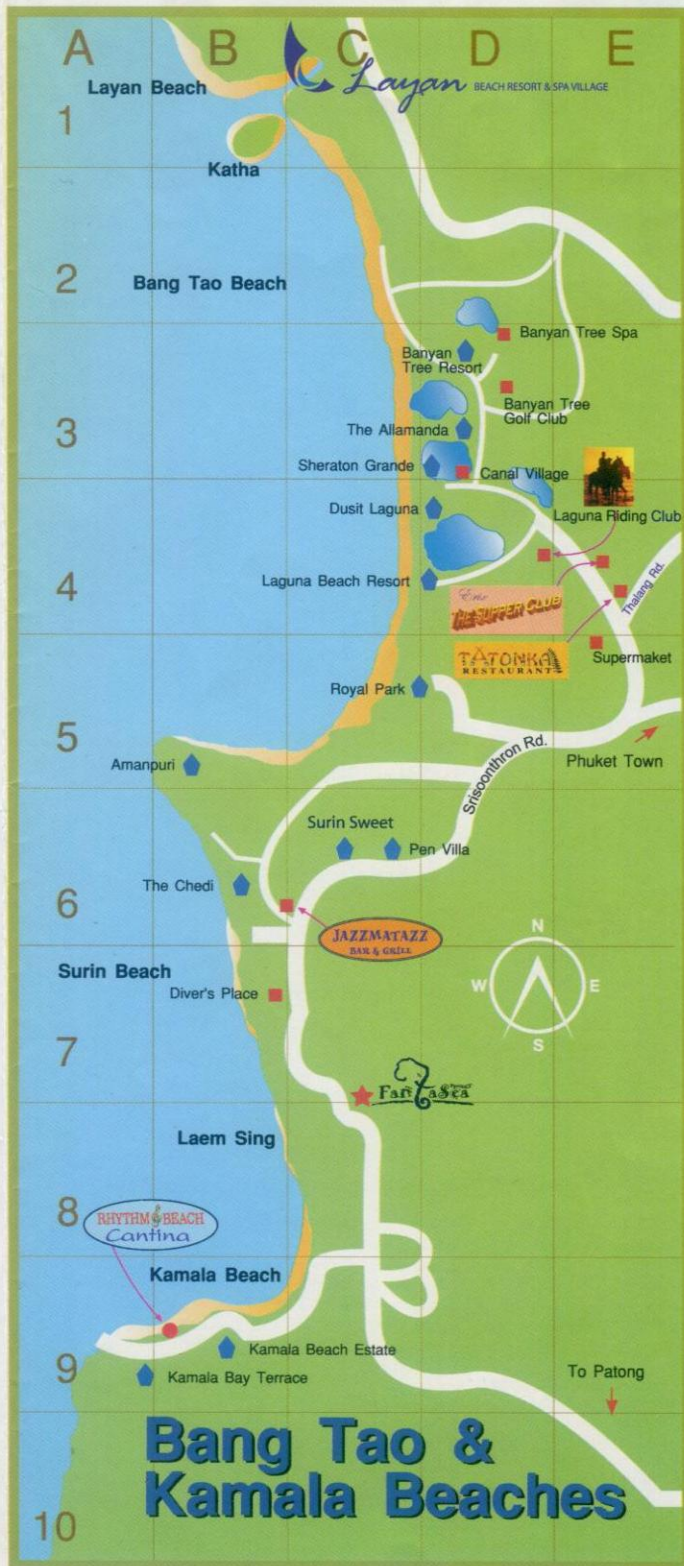 A B C D E
Layan Beach
Layan BEACH RESORT & SPA VILLAGE
1
Katha
2
Bang Tao Beach
Banyan Tree Spa
Banyan
Tree Resort
Banyan Tree
Golf Club
3
The Allamanda
Sheraton Grande
Canal Village
Dusit Laguna
Laguna Riding Club
4
Laguna Beach Resort
THE SUPPER CLUB
Thalang Rd.
TATONKA
RESTAURANT
Supermaket
Royal Park
5
Amanpuri
Srisoonthron Rd.
Phuket Town
Surin Sweet
Pen Villa
The Chedi
6
JAZZMATAZZ
BAR & GRILL
N
W E
S
Surin Beach
Diver's Place
7
FantaSea
Laem Sing
8
RHYTHM & BEACH
Cantina
Kamala Beach
Kamala Beach Estate
9
Kamala Bay Terrace
To Patong
Bang Tao &
Kamala Beaches
10